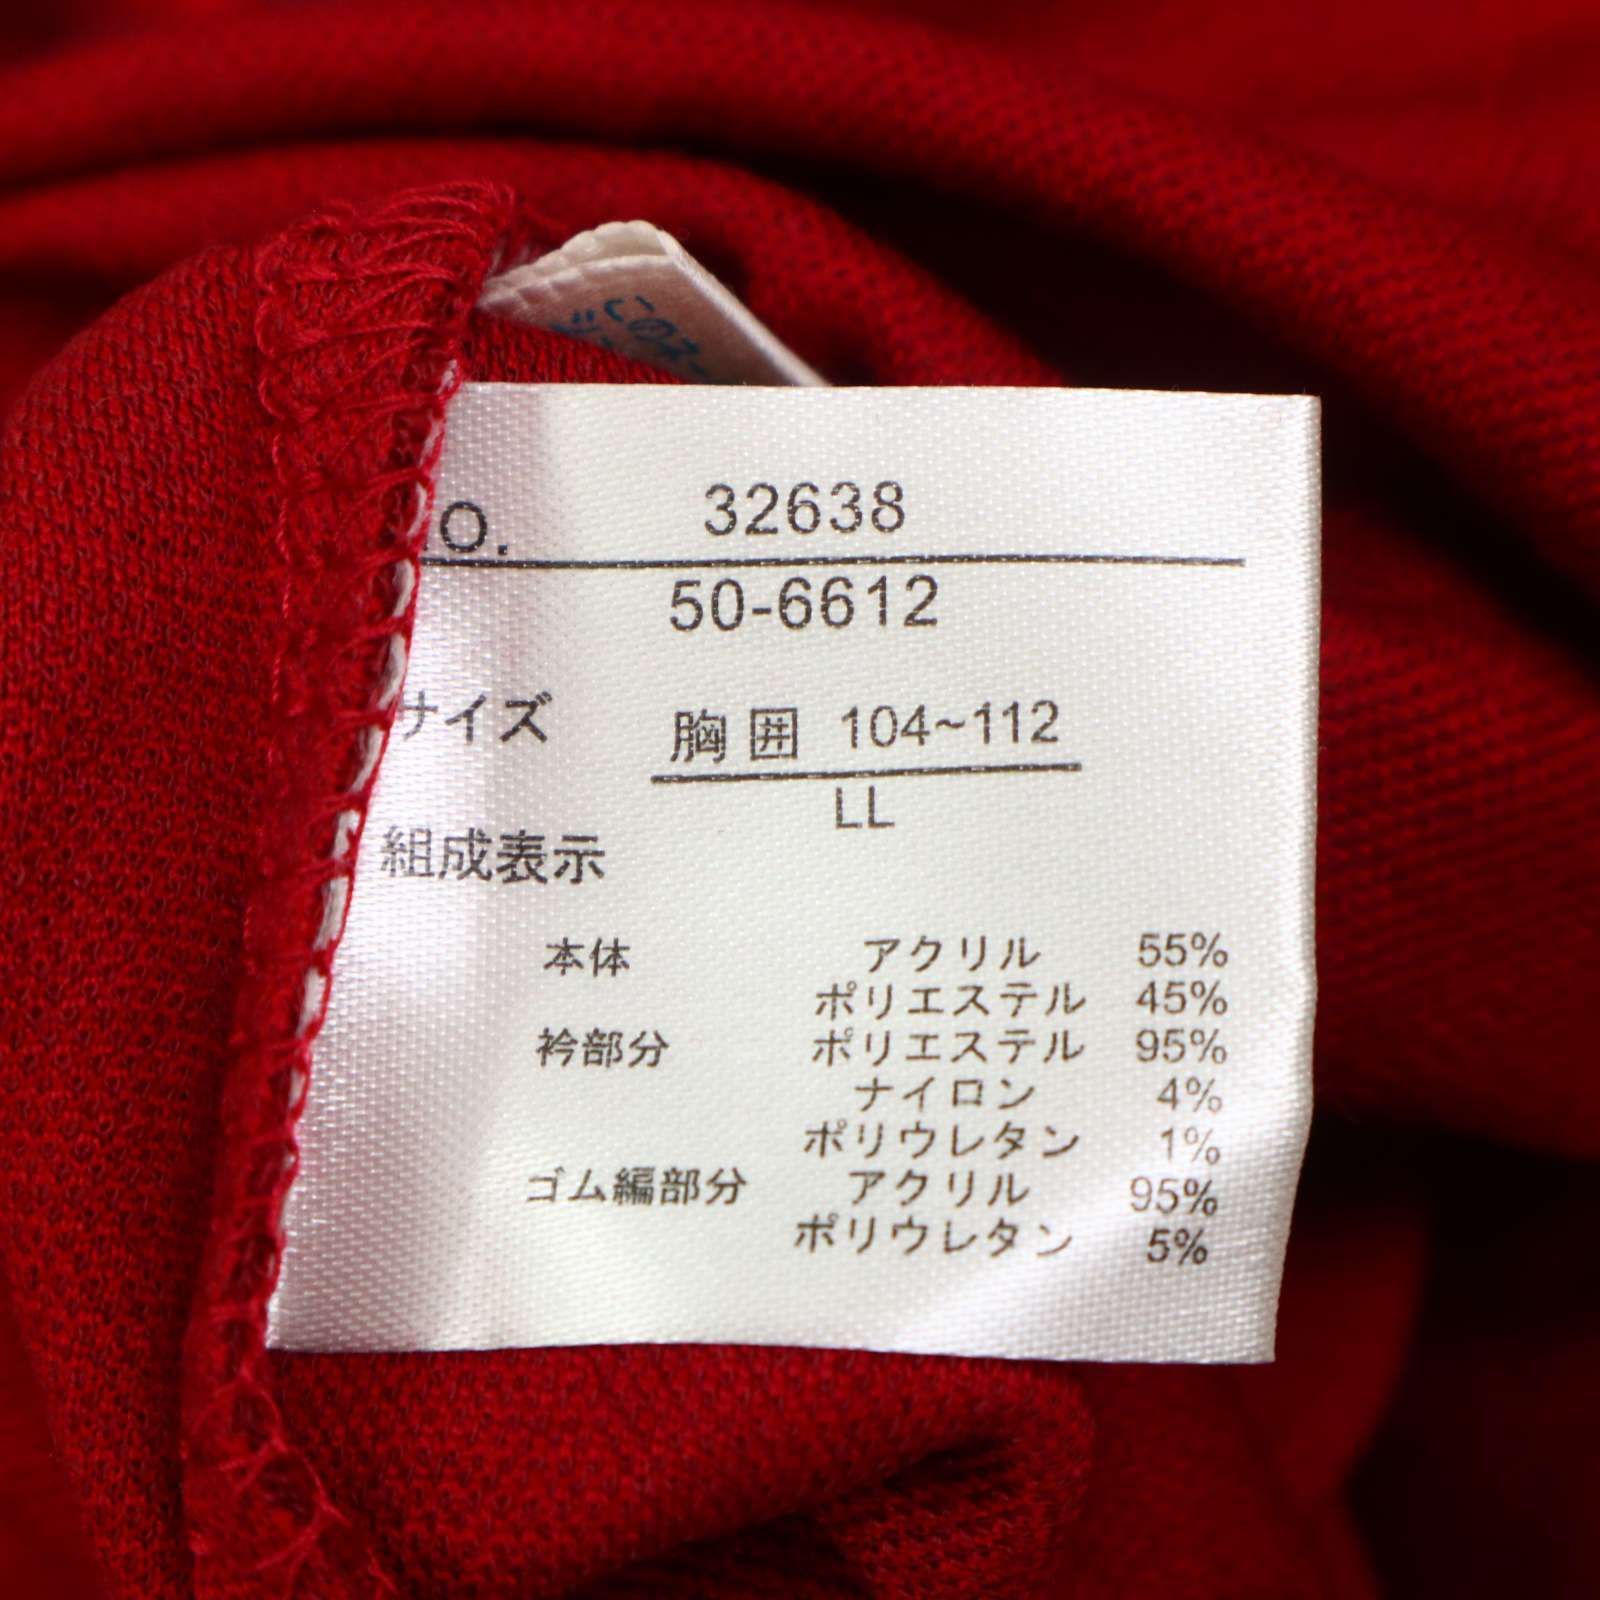 このス
O. 32638
50-6612
サイズ 胸囲 104~112
LL
組成表示
本体 アクリル 55%
ポリエステル 45%
衿部分 ポリエステル 95%
ナイロン 4%
ポリウレタン 1%
ゴム編部分 アクリル 95%
ポリウレタン 5%